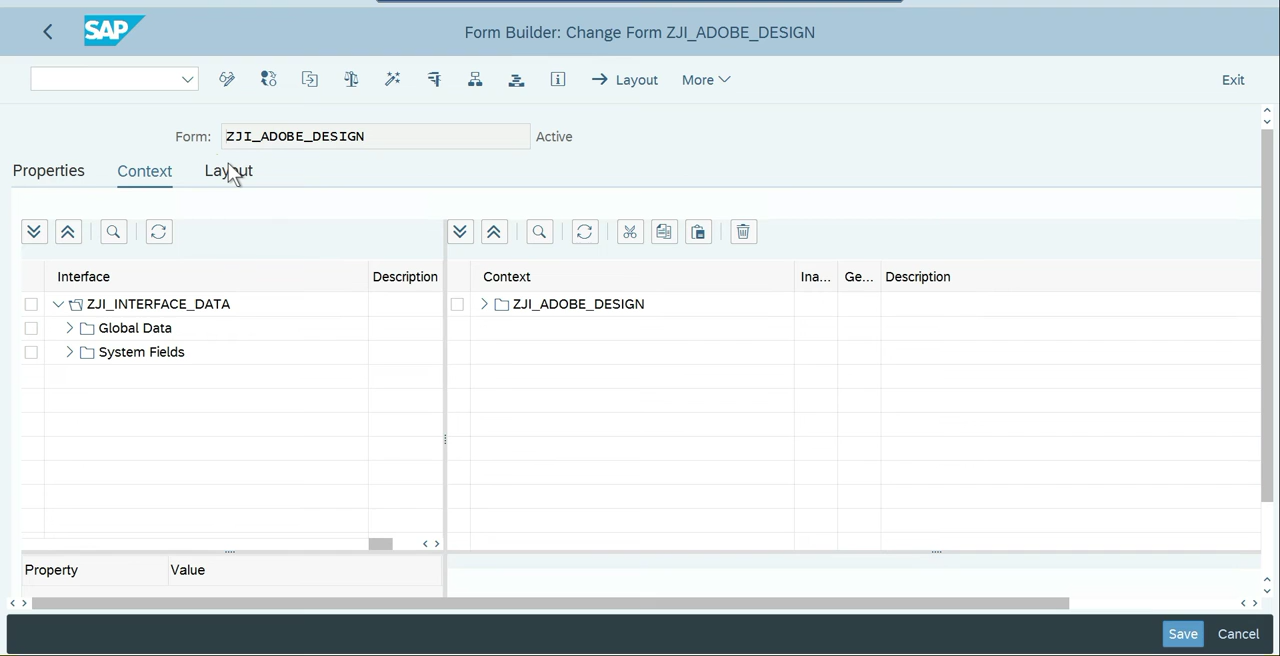 SAP
Form Builder: Change Form ZJI_ADOBE_DESIGN
Layout
More
Exit
Form:
ZJI_ADOBE_DESIGN
Active
Properties
Context
Layout
Interface
Description
Context
Ina...
Ge...
Description
ZJI_INTERFACE_DATA
ZJI_ADOBE_DESIGN
Global Data
System Fields
Property
Value
Save
Cancel